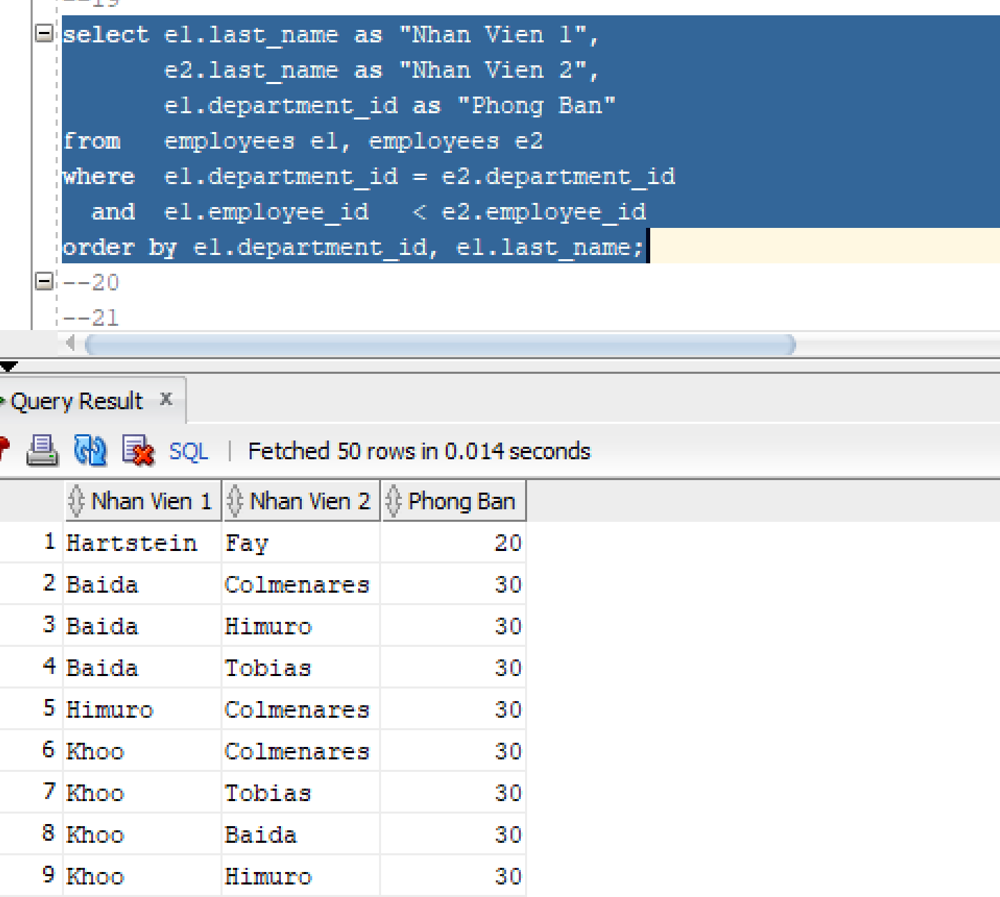 --19
select e1.last_name as "Nhan Vien 1",
e2.last_name as "Nhan Vien 2",
e1.department_id as "Phong Ban"
from employees e1, employees e2
where e1.department_id = e2.department_id
and e1.employee_id < e2.employee_id
order by e1.department_id, e1.last_name;
--20
--21
Query Result x
SQL | Fetched 50 rows in 0.014 seconds
Nhan Vien 1 Nhan Vien 2 Phong Ban
1 Hartstein Fay 20
2 Baida Colmenares 30
3 Baida Himuro 30
4 Baida Tobias 30
5 Himuro Colmenares 30
6 Khoo Colmenares 30
7 Khoo Tobias 30
8 Khoo Baida 30
9 Khoo Himuro 30